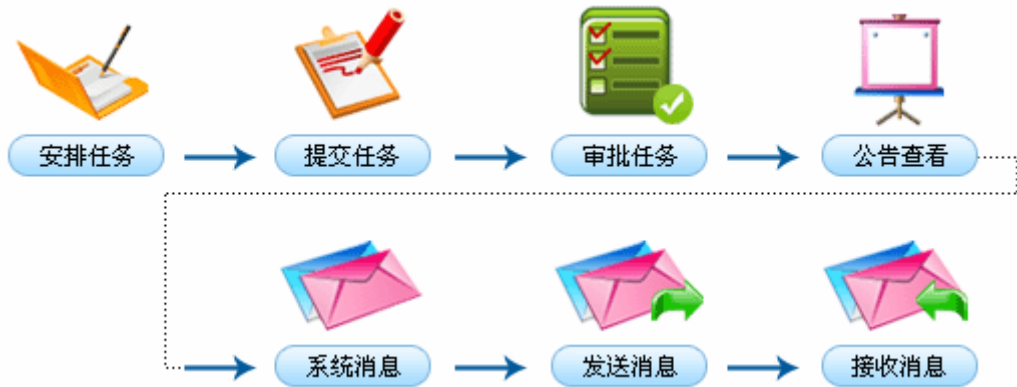 安排任务
提交任务
审批任务
公告查看
系统消息
发送消息
接收消息